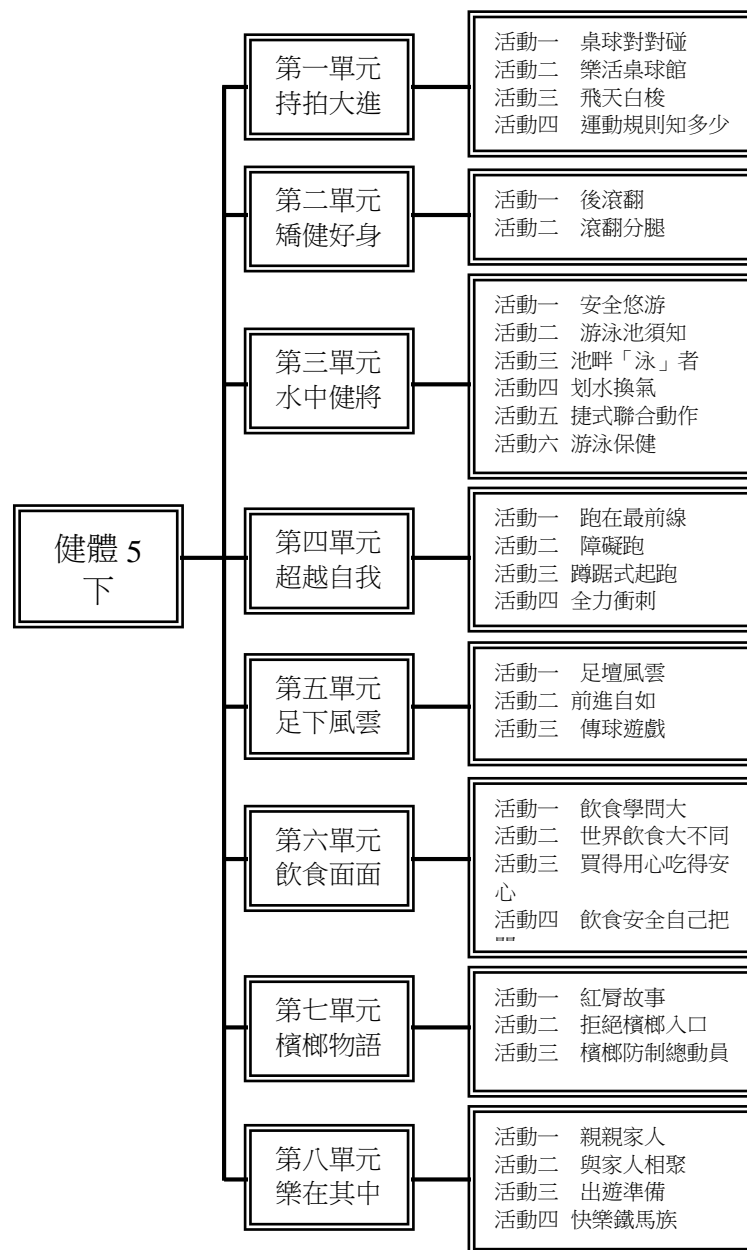 健體 5
下
第一單元
持拍大進
活動一　桌球對對碰
活動二　樂活桌球館
活動三　飛天白梭
活動四　運動規則知多少
第二單元
矯健好身
活動一　後滾翻
活動二　滾翻分腿
第三單元
水中健將
活動一　安全悠游
活動二　游泳池須知
活動三 池畔「泳」者
活動四 划水換氣
活動五 捷式聯合動作
活動六 游泳保健
第四單元
超越自我
活動一　跑在最前線
活動二　障礙跑
活動三 蹲踞式起跑
活動四 全力衝刺
第五單元
足下風雲
活動一　足壇風雲
活動二 前進自如
活動三　傳球遊戲
第六單元
飲食面面
活動一　飲食學問大
活動二　世界飲食大不同
活動三　買得用心吃得安
心
活動四　飲食安全自己把
第七單元
檳榔物語
活動一　紅脣故事
活動二　拒絕檳榔入口
活動三　檳榔防制總動員
第八單元
樂在其中
活動一　親親家人
活動二　與家人相聚
活動三　出遊準備
活動四 快樂鐵馬族